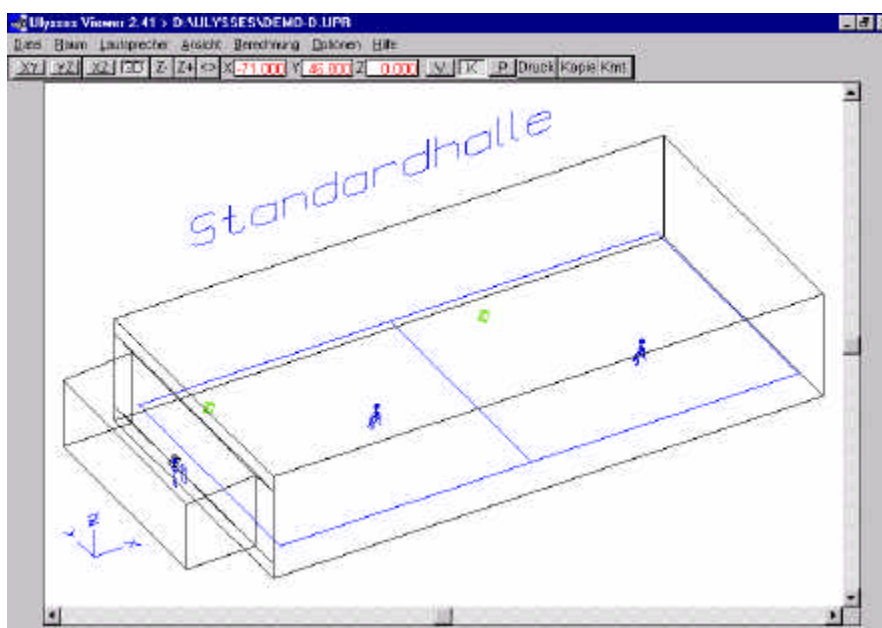 Ulysses Viewer 2.41 > D:\ULYSSES\DEMO-D.UPR
Datei Raum Lautsprecher Ansicht Berechnung Optionen Hilfe
XY YZ XZ 3D Z- Z+ <> X -71.000 Y 46.000 Z 0.000 V K P Druck Kopie Kmt
Standardhalle
Y Z X